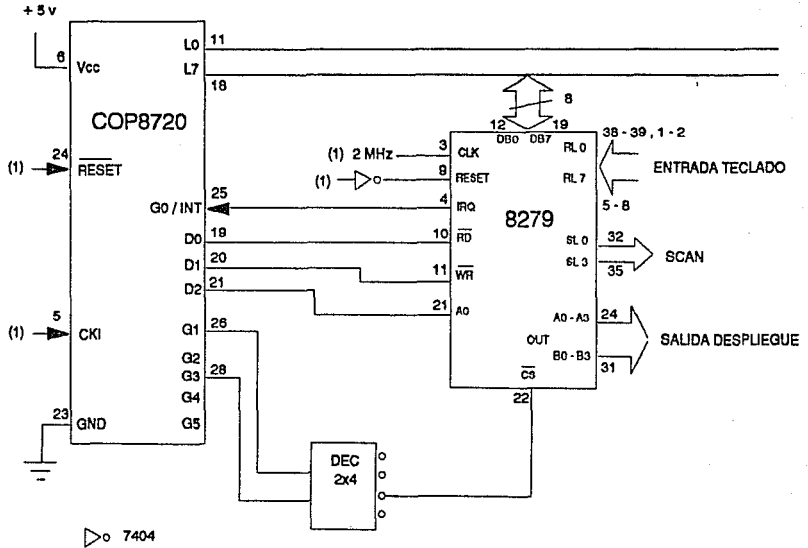 + 5 v
6
Vcc
L0
11
L7
18
COP8720
(1)
24
RESET
G0 / INT
25
D0
19
D1
20
D2
21
(1)
5
CKI
G1
26
G2
G3
28
G4
G5
23
GND
8
12
DB0
DB7
19
(1) 2 MHz
3
CLK
(1)
9
RESET
4
IRQ
8279
10
RD
11
WR
21
A0
RL 0
38 - 39 , 1 - 2
ENTRADA TECLADO
RL 7
5 - 8
SL 0
32
SCAN
SL 3
35
A0 - A3
24
OUT
SALIDA DESPLIEGUE
B0 - B3
31
CS
22
DEC
2x4
7404